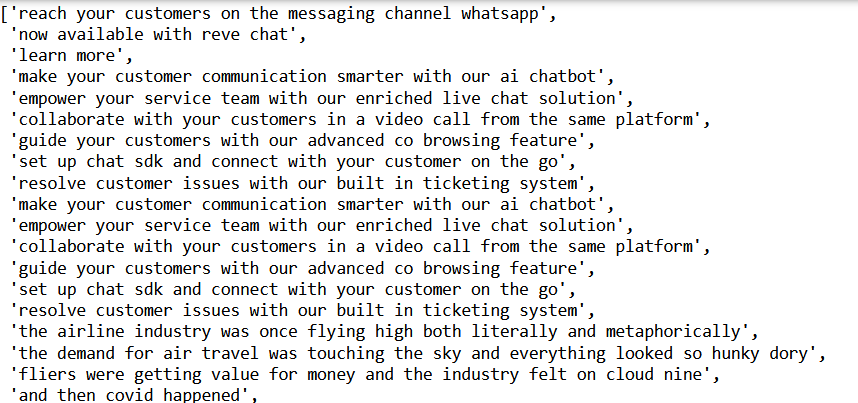 ['reach your customers on the messaging channel whatsapp',
'now available with reve chat',
'learn more',
'make your customer communication smarter with our ai chatbot',
'empower your service team with our enriched live chat solution',
'collaborate with your customers in a video call from the same platform',
'guide your customers with our advanced co browsing feature',
'set up chat sdk and connect with your customer on the go',
'resolve customer issues with our built in ticketing system',
'make your customer communication smarter with our ai chatbot',
'empower your service team with our enriched live chat solution',
'collaborate with your customers in a video call from the same platform',
'guide your customers with our advanced co browsing feature',
'set up chat sdk and connect with your customer on the go',
'resolve customer issues with our built in ticketing system',
'the airline industry was once flying high both literally and metaphorically',
'the demand for air travel was touching the sky and everything looked so hunky dory',
'fliers were getting value for money and the industry felt on cloud nine',
'and then covid happened',